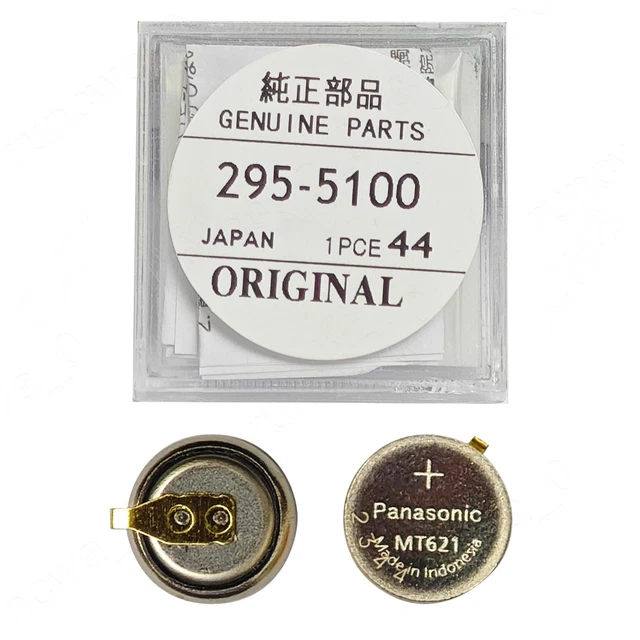 純正部品
GENUINE PARTS
295-5100
JAPAN 1PCE 44
ORIGINAL
+
Panasonic
MT621
Made in Indonesia